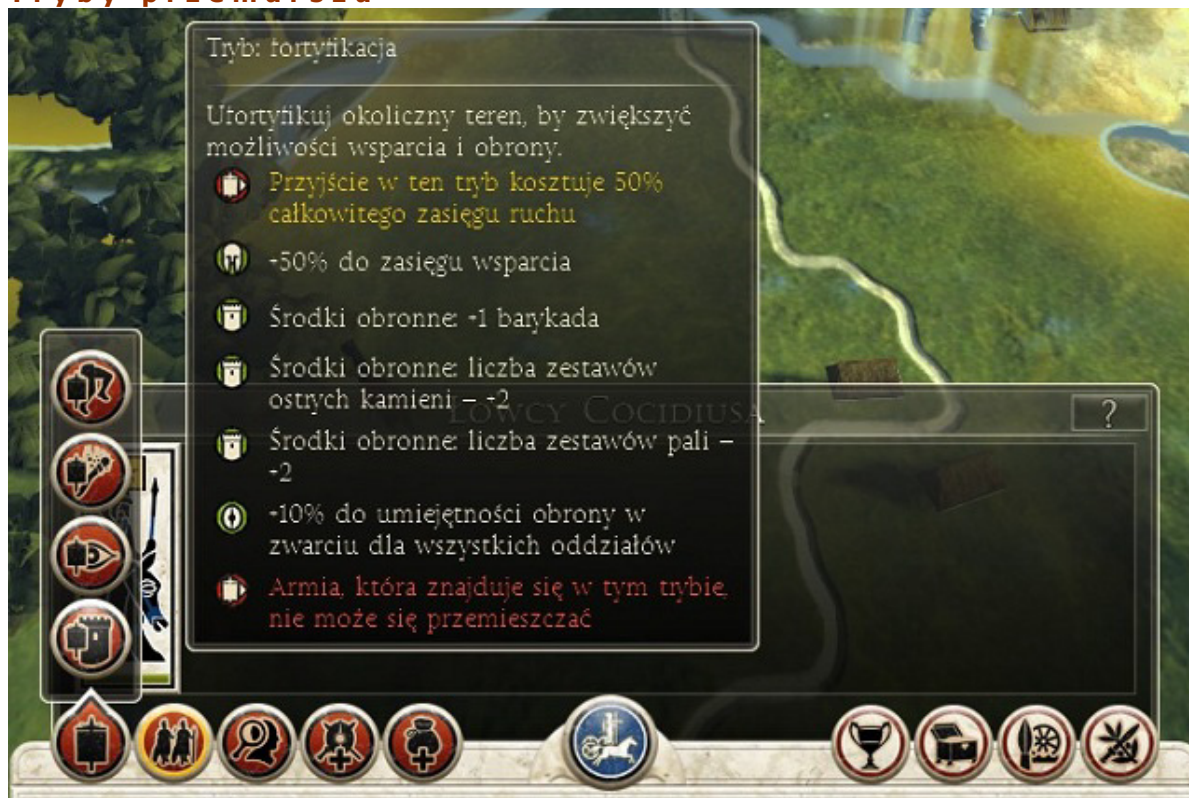 Tryby przemarszu
Tryb: fortyfikacja
Ufortyfikuj okoliczny teren, by zwiększyć
możliwości wsparcia i obrony.
Przyjście w ten tryb kosztuje 50%
całkowitego zasięgu ruchu
+50% do zasięgu wsparcia
Środki obronne: +1 barykada
Środki obronne: liczba zestawów
ostrych kamieni – +2
Łowcy Cocidiusa
?
Środki obronne: liczba zestawów pali –
+2
+10% do umiejętności obrony w
zwarciu dla wszystkich oddziałów
Armia, która znajduje się w tym trybie,
nie może się przemieszczać